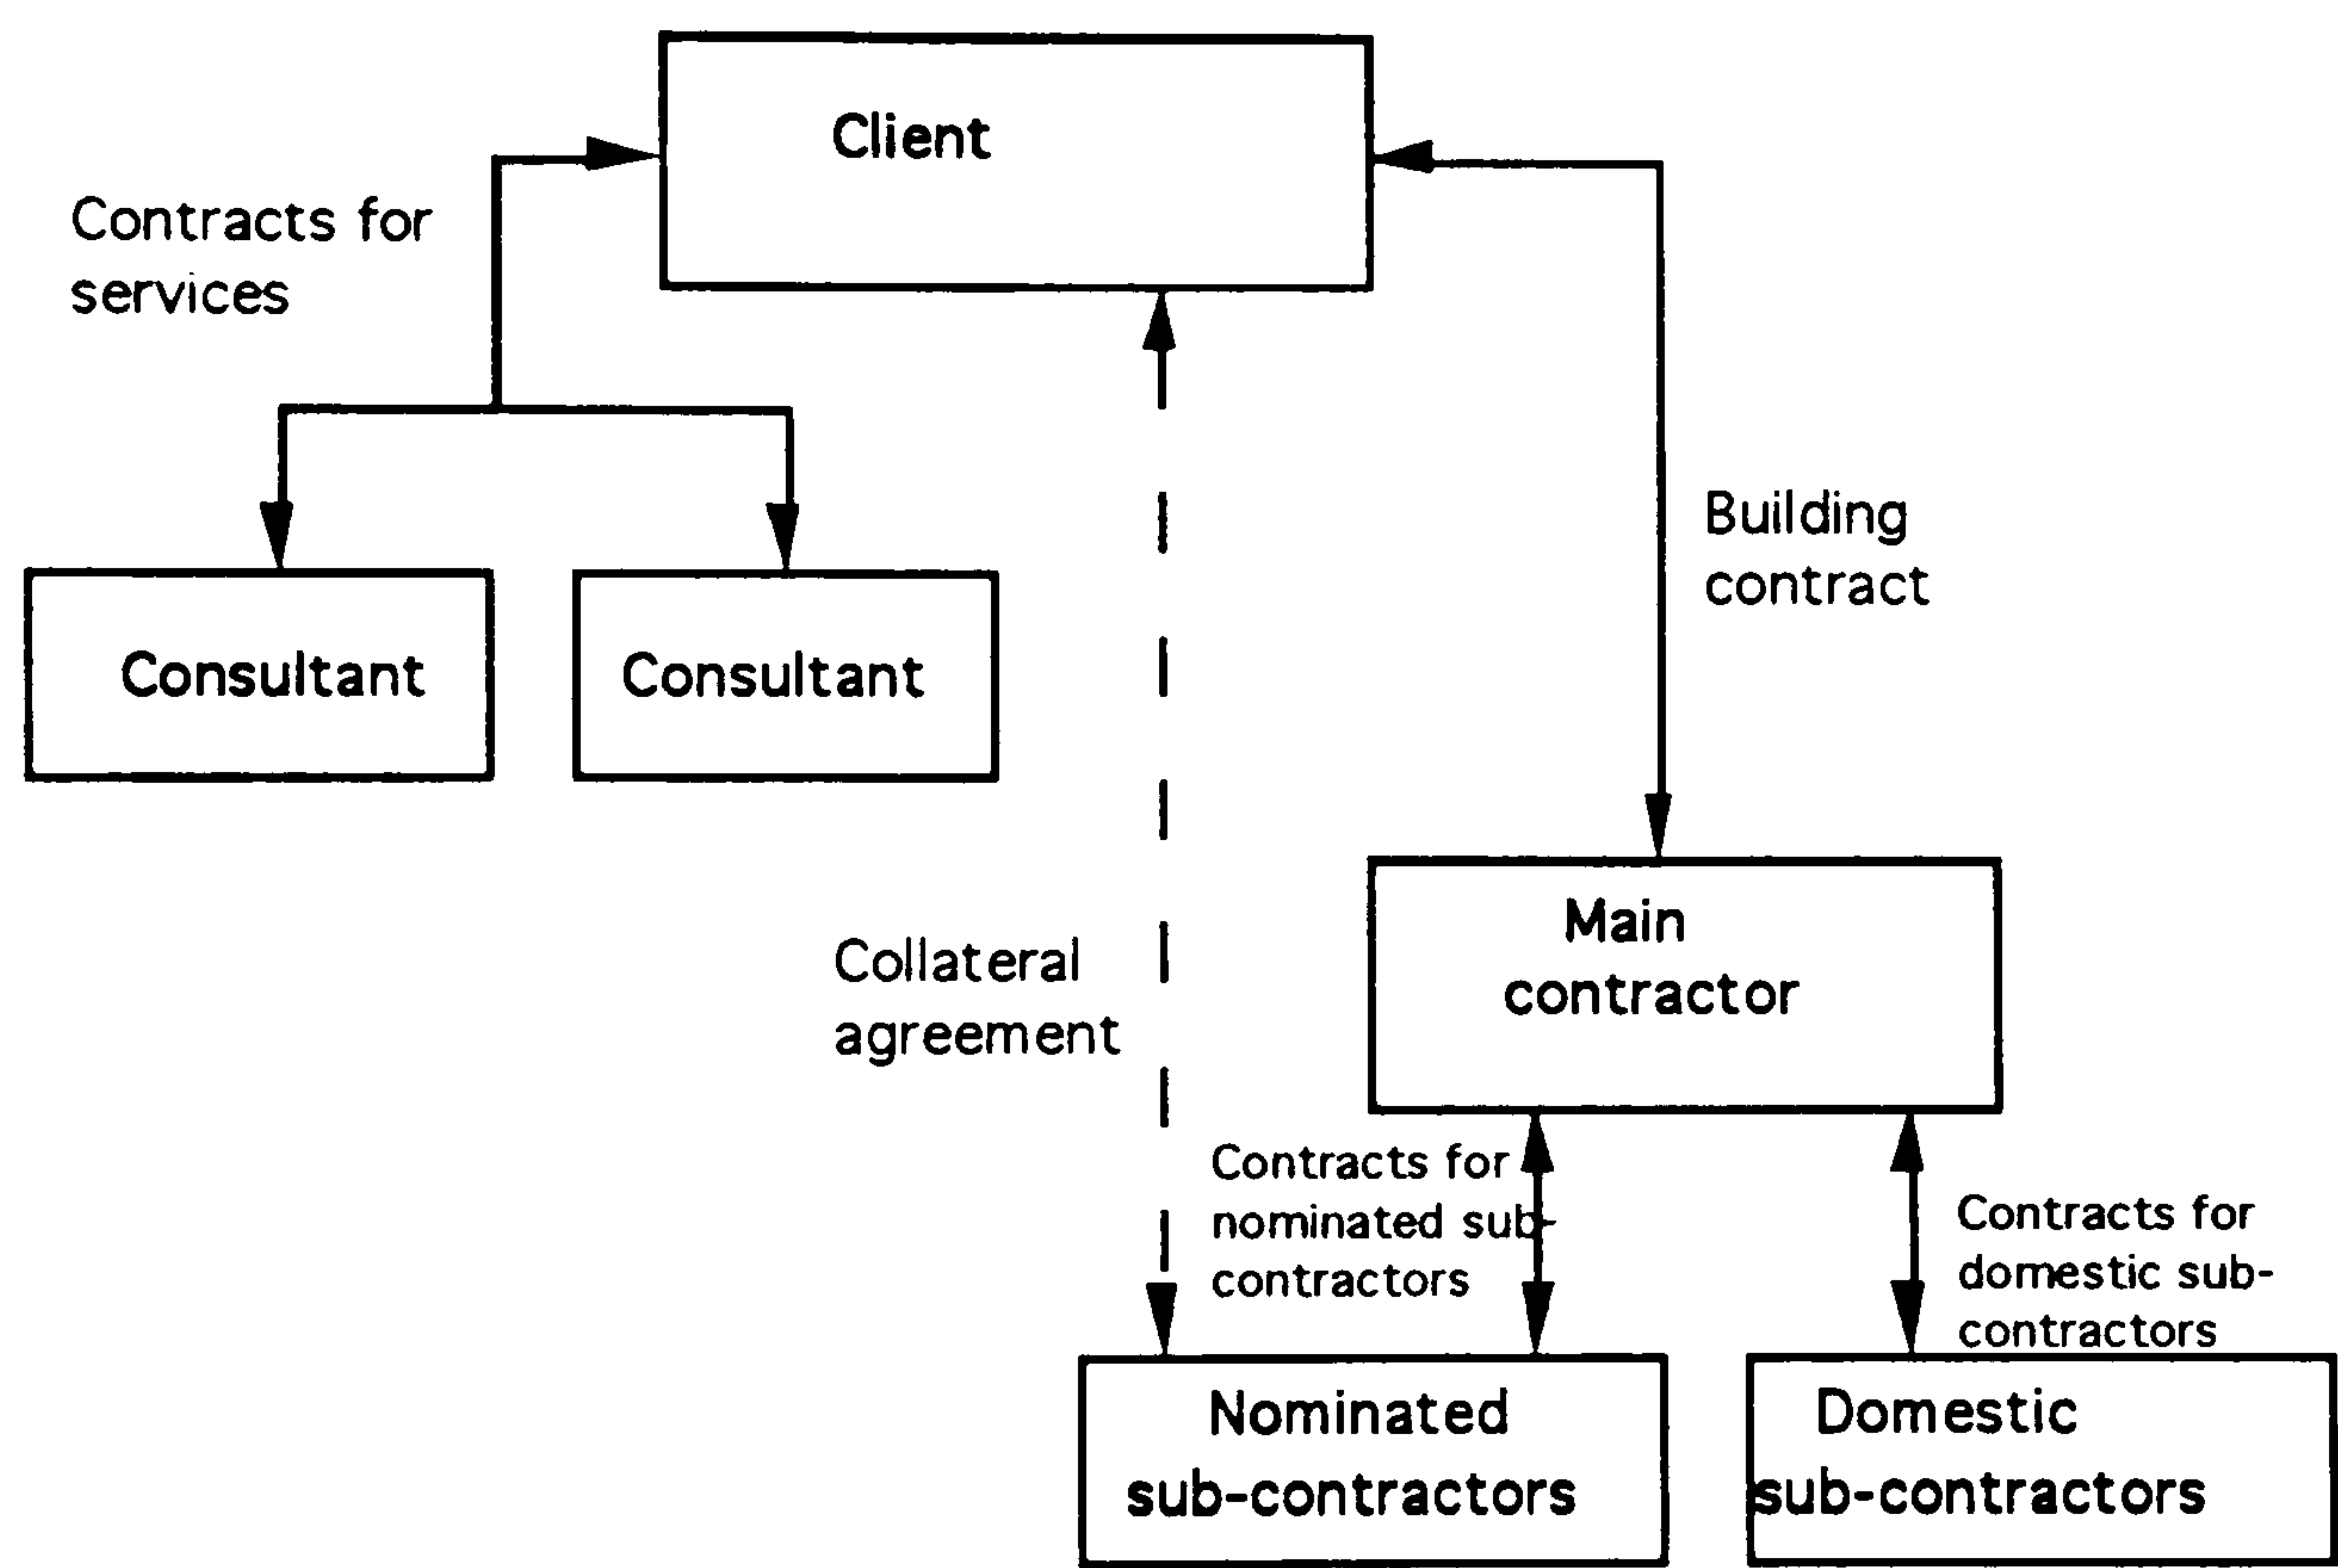 Client
Contracts for
services
Consultant
Consultant
Building
contract
Main
contractor
Collateral
agreement
Contracts for
nominated sub-
contractors
Contracts for
domestic sub-
contractors
Nominated
sub-contractors
Domestic
sub-contractors